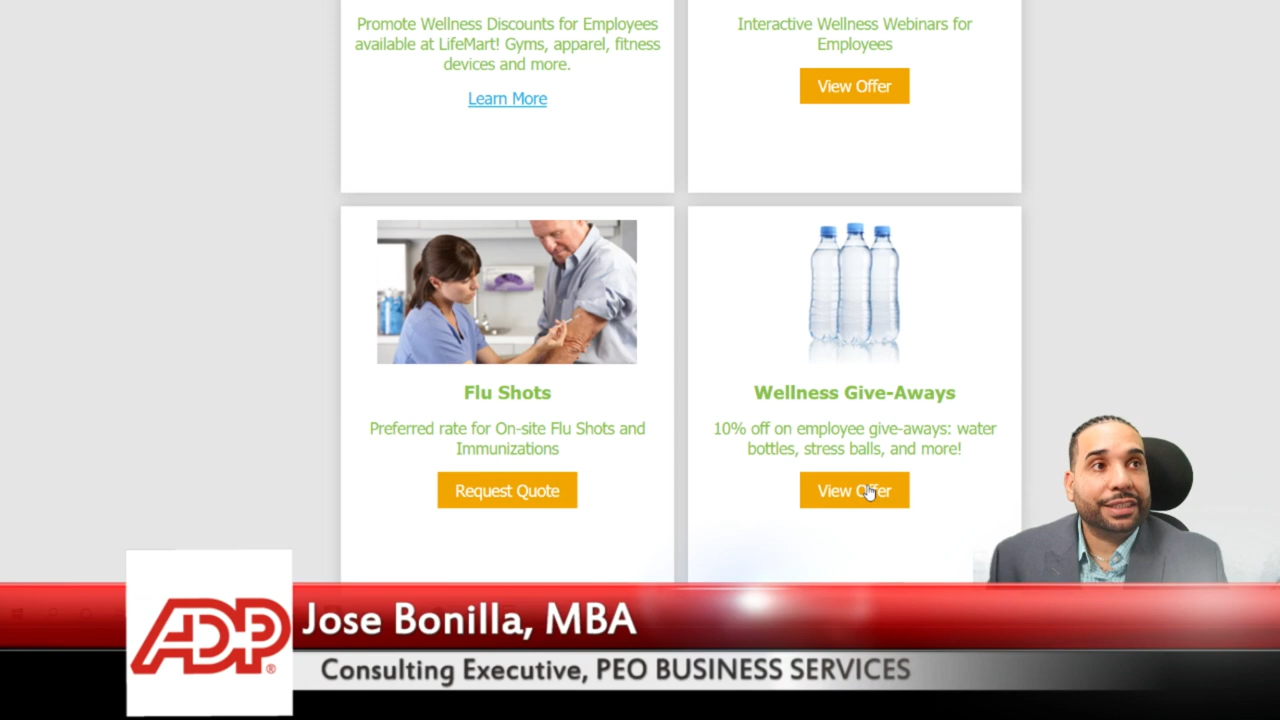 Promote Wellness Discounts for Employees
available at LifeMart! Gyms, apparel, fitness
devices and more.
Learn More
Interactive Wellness Webinars for
Employees
View Offer
Flu Shots
Preferred rate for On-site Flu Shots and
Immunizations
Request Quote
Wellness Give-Aways
10% off on employee give-aways: water
bottles, stress balls, and more!
View Offer
ADP®
Jose Bonilla, MBA
Consulting Executive, PEO BUSINESS SERVICES